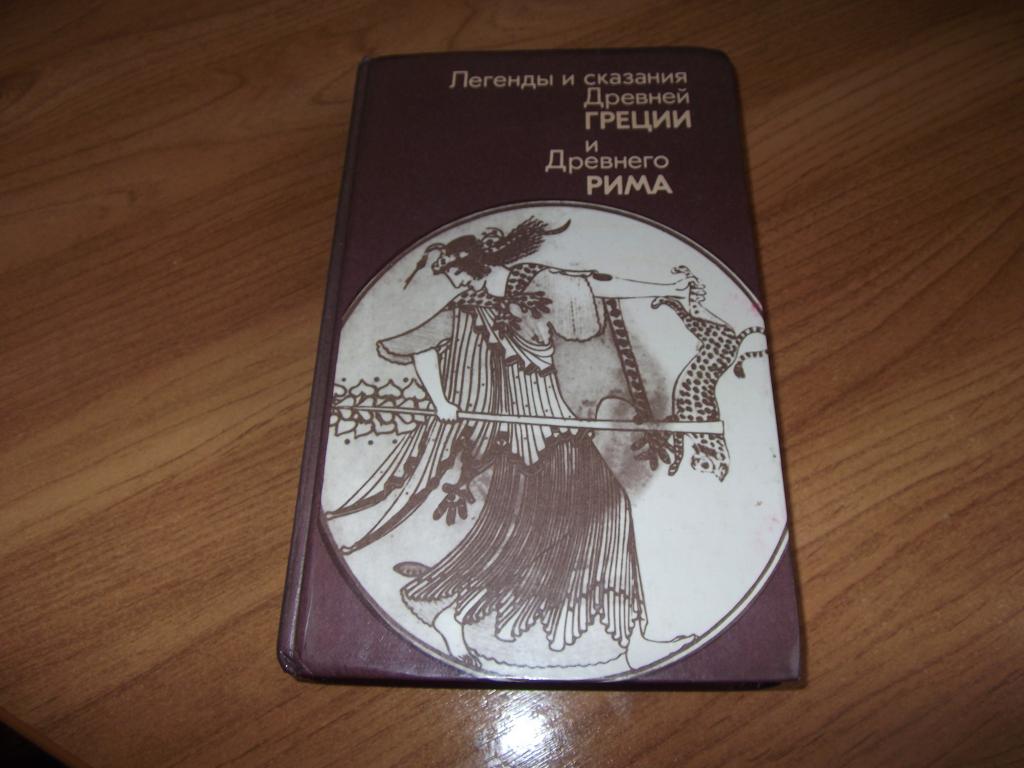 Легенды и сказания
Древней
ГРЕЦИИ
и
Древнего
РИМА